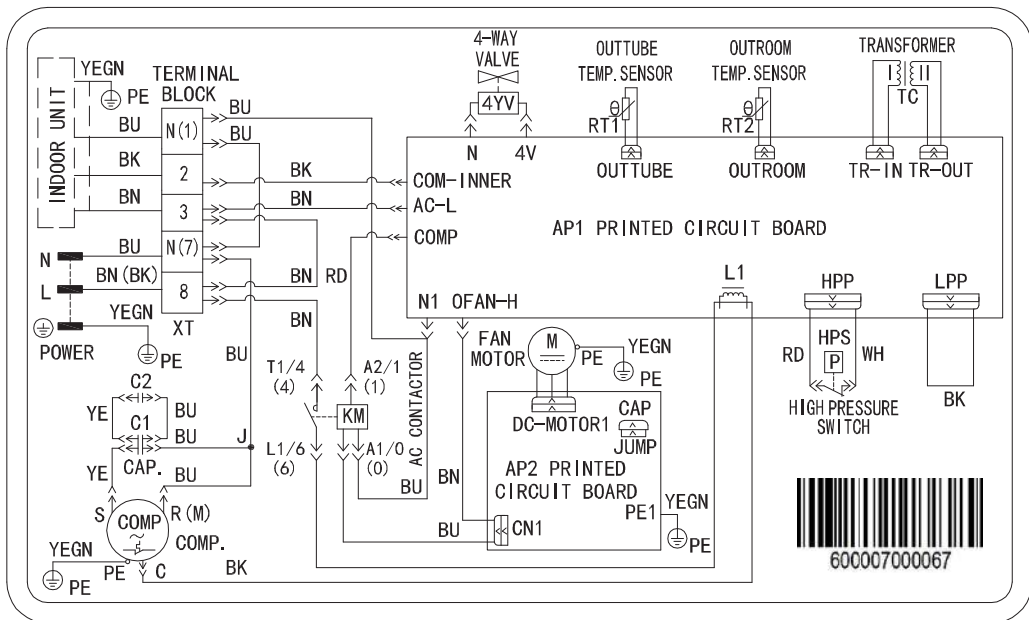 4-WAY
VALVE
4YV
N 4V
OUTTUBE
TEMP.SENSOR
θ
RT1
OUTTUBE
OUTROOM
TEMP.SENSOR
θ
RT2
OUTROOM
TRANSFORMER
I II
TC
TR-IN TR-OUT
YEGN
PE
INDOOR UNIT
TERMINAL
BLOCK
BU
BK
BN
N(1)
2
3
N(7)
8
XT
BU
BU
BK
BN
COM-INNER
AC-L
COMP
AP1 PRINTED CIRCUIT BOARD
N
BU
L
BN(BK)
YEGN
PE
POWER
BN
BN
RD
BU
N1 OFAN-H
L1
HPP
LPP
FAN
MOTOR
M
PE
YEGN
PE
RD
HPS
P
WH
HIGH PRESSURE
SWITCH
BK
T1/4
(4)
A2/1
(1)
KM
L1/6
(6)
A1/0
(0)
AC CONTACTOR
BU
BN
BU
DC-MOTOR1
CAP
JUMP
AP2 PRINTED
CIRCUIT BOARD
CN1
PE1
YEGN
PE
C2
YE
BU
C1
BU
J
CAP.
YE
BU
S
R(M)
COMP
~
COMP.
YEGN
PE
PE
C
BK
600007000067